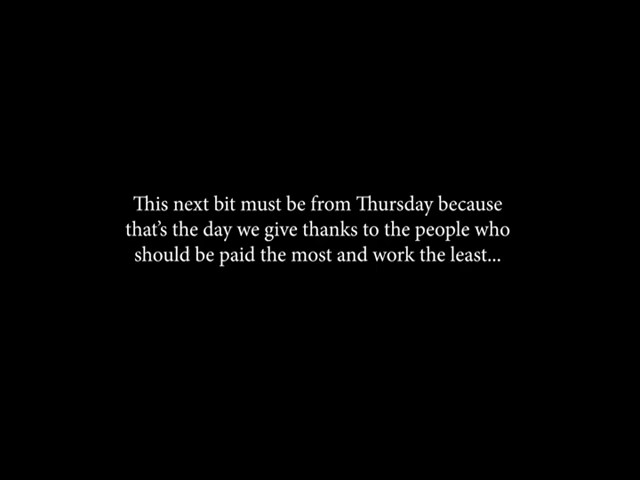 This next bit must be from Thursday because
that’s the day we give thanks to the people who
should be paid the most and work the least...